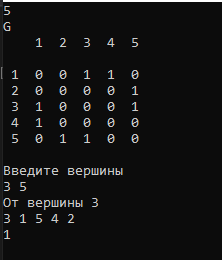 5
G
1 2 3 4 5
1 0 0 1 1 0
2 0 0 0 0 1
3 1 0 0 0 1
4 1 0 0 0 0
5 0 1 1 0 0
Введите вершины
3 5
От вершины 3
3 1 5 4 2
1